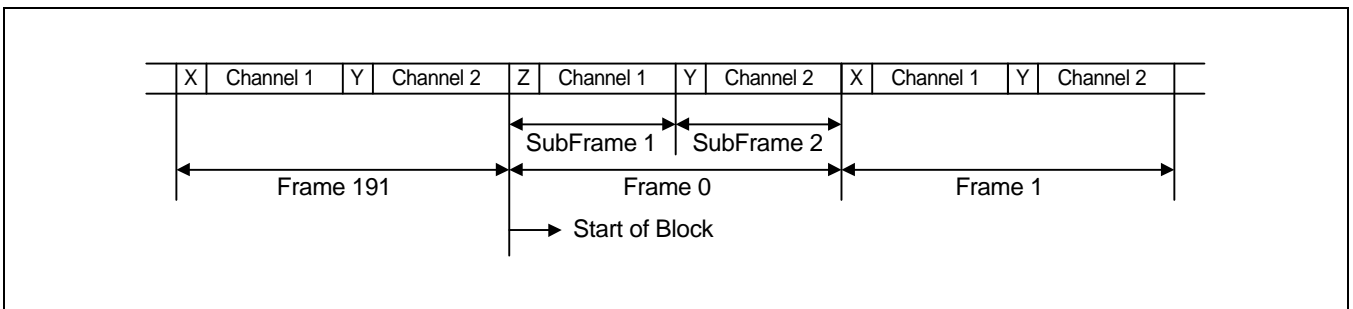 X Channel 1 Y Channel 2 Z Channel 1 Y Channel 2 X Channel 1 Y Channel 2
SubFrame 1 SubFrame 2
Frame 191 Frame 0 Frame 1
Start of Block